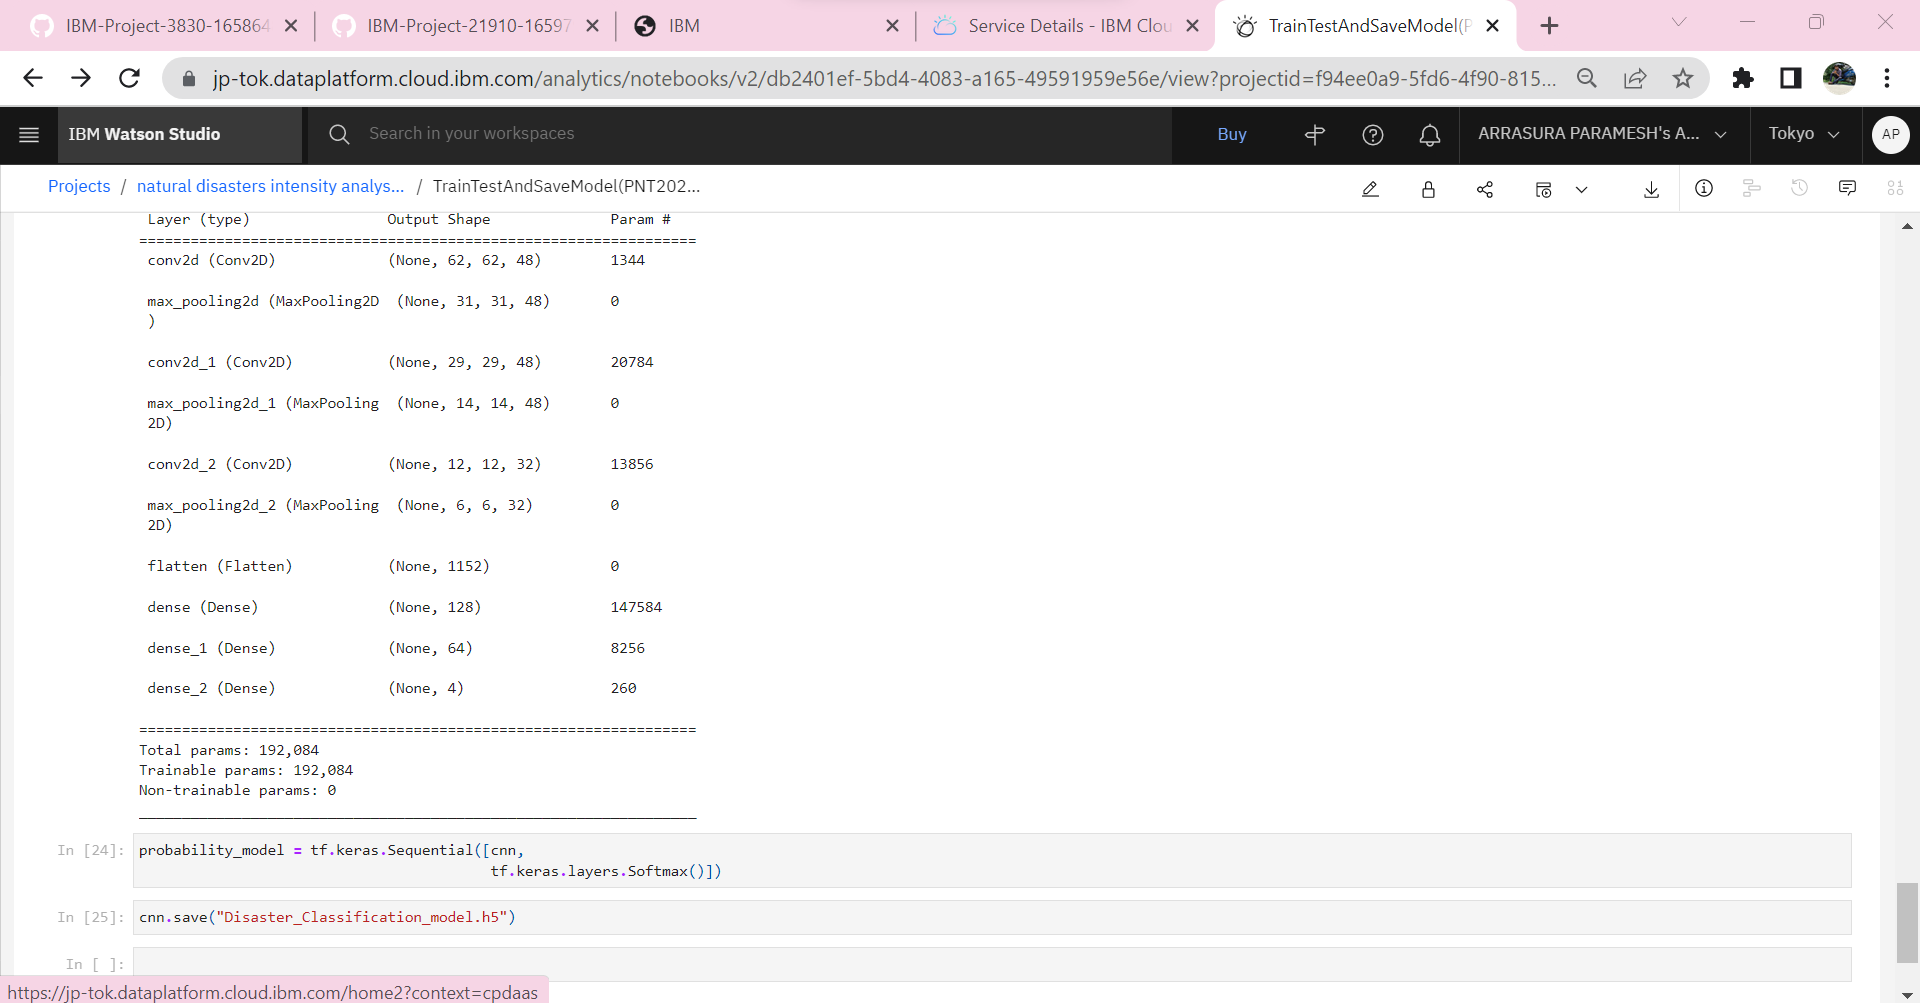 IBM-Project-3830-165864
IBM-Project-21910-16597
IBM
Service Details - IBM Clou
TrainTestAndSaveModel(P
jp-tok.dataplatform.cloud.ibm.com/analytics/notebooks/v2/db2401ef-5bd4-4083-a165-49591959e56e/view?projectid=f94ee0a9-5fd6-4f90-815...
IBM Watson Studio
Search in your workspaces
Buy
ARRASURA PARAMESH's A...
Tokyo
AP
Projects / natural disasters intensity analys... / TrainTestAndSaveModel(PNT202...
Layer (type) Output Shape Param #
=================================================================
conv2d (Conv2D) (None, 62, 62, 48) 1344
max_pooling2d (MaxPooling2D (None, 31, 31, 48) 0
)
conv2d_1 (Conv2D) (None, 29, 29, 48) 20784
max_pooling2d_1 (MaxPooling (None, 14, 14, 48) 0
2D)
conv2d_2 (Conv2D) (None, 12, 12, 32) 13856
max_pooling2d_2 (MaxPooling (None, 6, 6, 32) 0
2D)
flatten (Flatten) (None, 1152) 0
dense (Dense) (None, 128) 147584
dense_1 (Dense) (None, 64) 8256
dense_2 (Dense) (None, 4) 260
=================================================================
Total params: 192,084
Trainable params: 192,084
Non-trainable params: 0
_________________________________________________________________
In [24]: probability_model = tf.keras.Sequential([cnn,
tf.keras.layers.Softmax()])
In [25]: cnn.save("Disaster_Classification_model.h5")
In [ ]:
https://jp-tok.dataplatform.cloud.ibm.com/home2?context=cpdaas